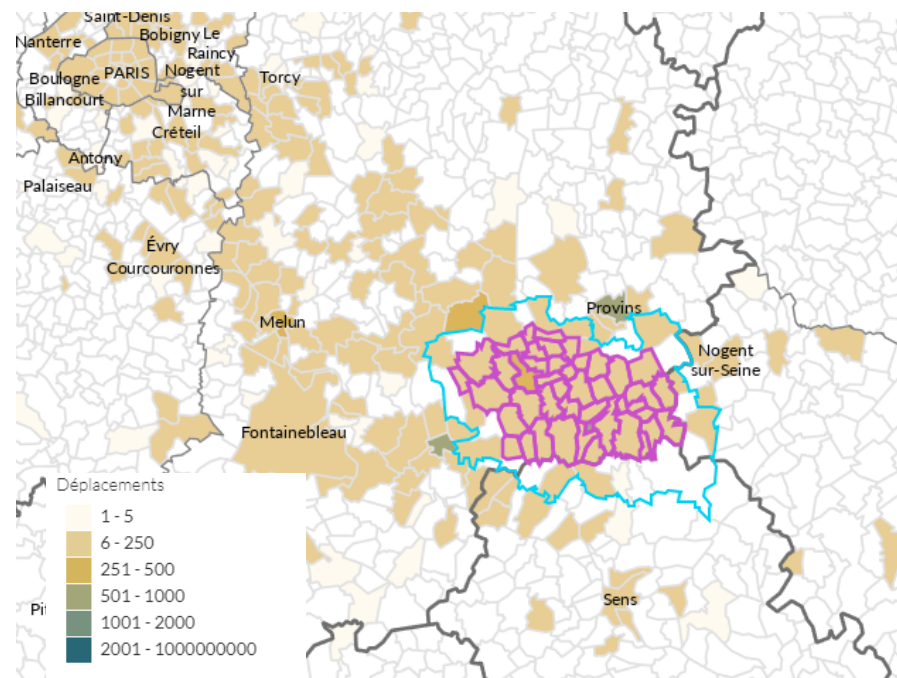 Saint-Denis
Nanterre
Bobigny Le
Raincy
Boulogne
Billancourt
PARIS
Nogent
sur
Marne
Torcy
Créteil
Antony
Palaiseau
Évry
Courcouronnes
Melun
Provins
Nogent
sur-Seine
Fontainebleau
Déplacements
1 - 5
6 - 250
251 - 500
501 - 1000
1001 - 2000
2001 - 1000000000
Sens